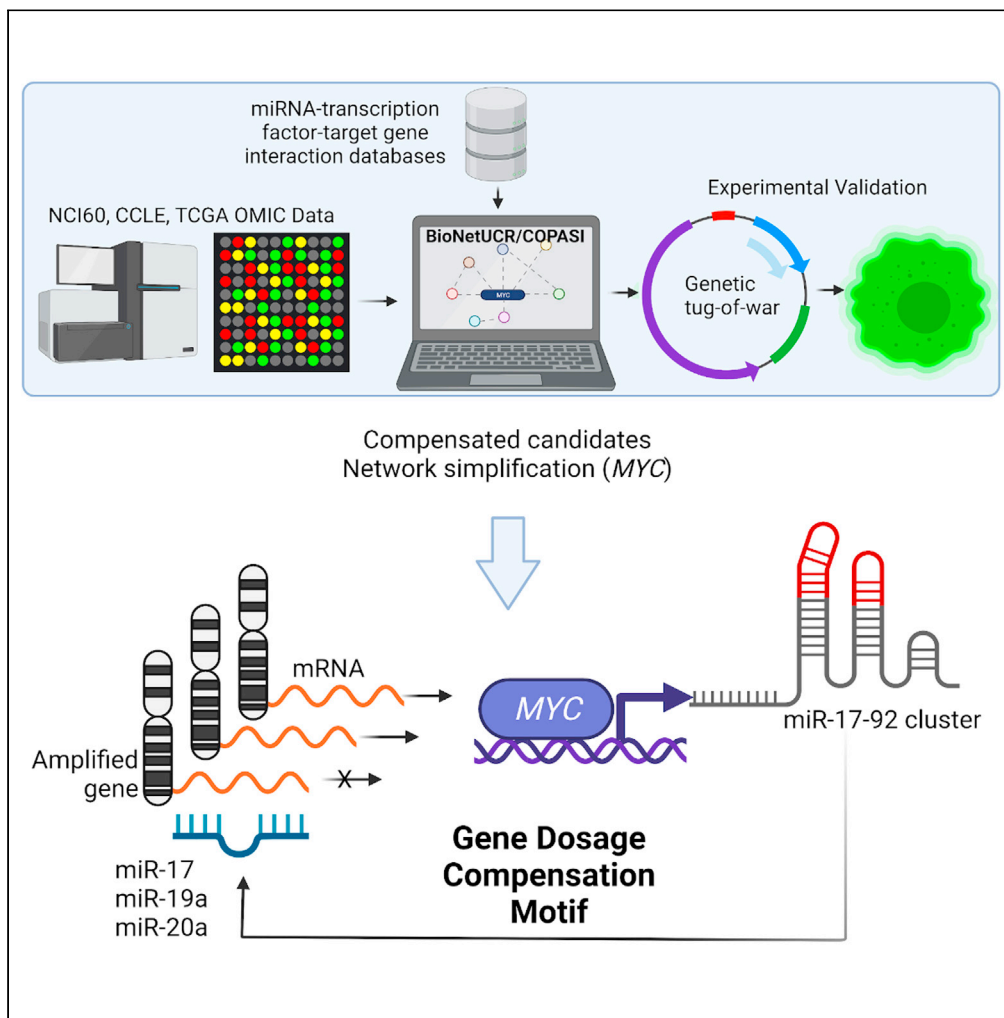 miRNA-transcription
factor-target gene
interaction databases
NCI60, CCLE, TCGA OMIC Data
BioNetUCR/COPASI
MYC
Experimental Validation
Genetic
tug-of-war
Compensated candidates
Network simplification (MYC)
mRNA
Amplified
gene
X
MYC
miR-17-92 cluster
miR-17
miR-19a
miR-20a
Gene Dosage
Compensation
Motif